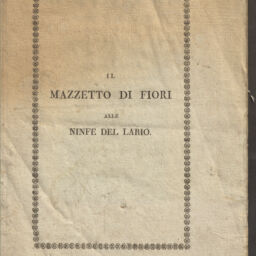 IL
MAZZETTO DI FIORI
ALLE
NINFE DEL LARIO.